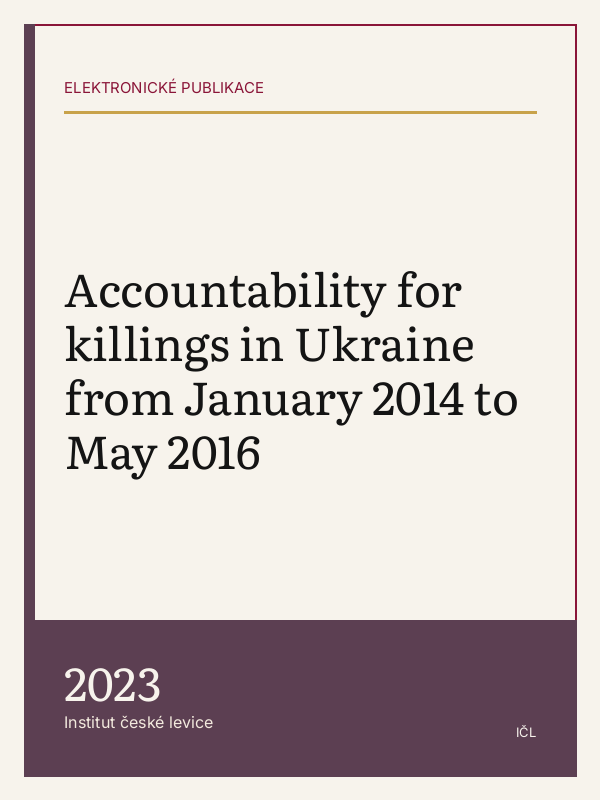 ELEKTRONICKÉ PUBLIKACE
Accountability for
killings in Ukraine
from January 2014 to
May 2016
2023
Institut české levice
IČL